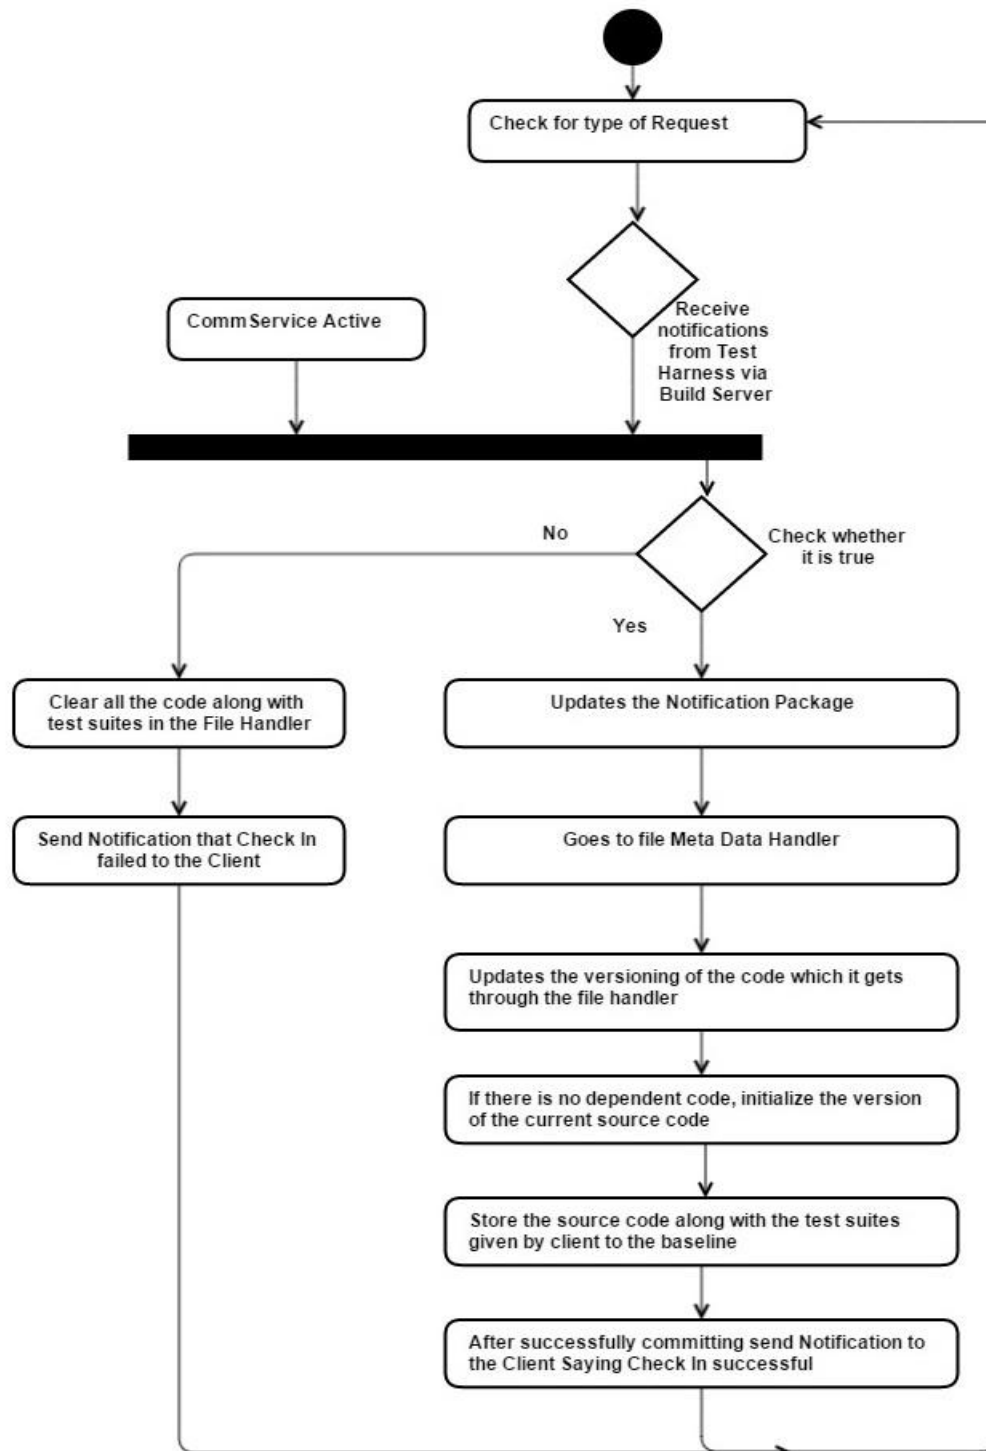 Check for type of Request
CommService Active
Receive
notifications
from Test
Harness via
Build Server
No
Check whether
it is true
Yes
Clear all the code along with
test suites in the File Handler
Updates the Notification Package
Send Notification that Check In
failed to the Client
Goes to file Meta Data Handler
Updates the versioning of the code which it gets
through the file handler
If there is no dependent code, initialize the version
of the current source code
Store the source code along with the test suites
given by client to the baseline
After successfully committing send Notification to
the Client Saying Check In successful